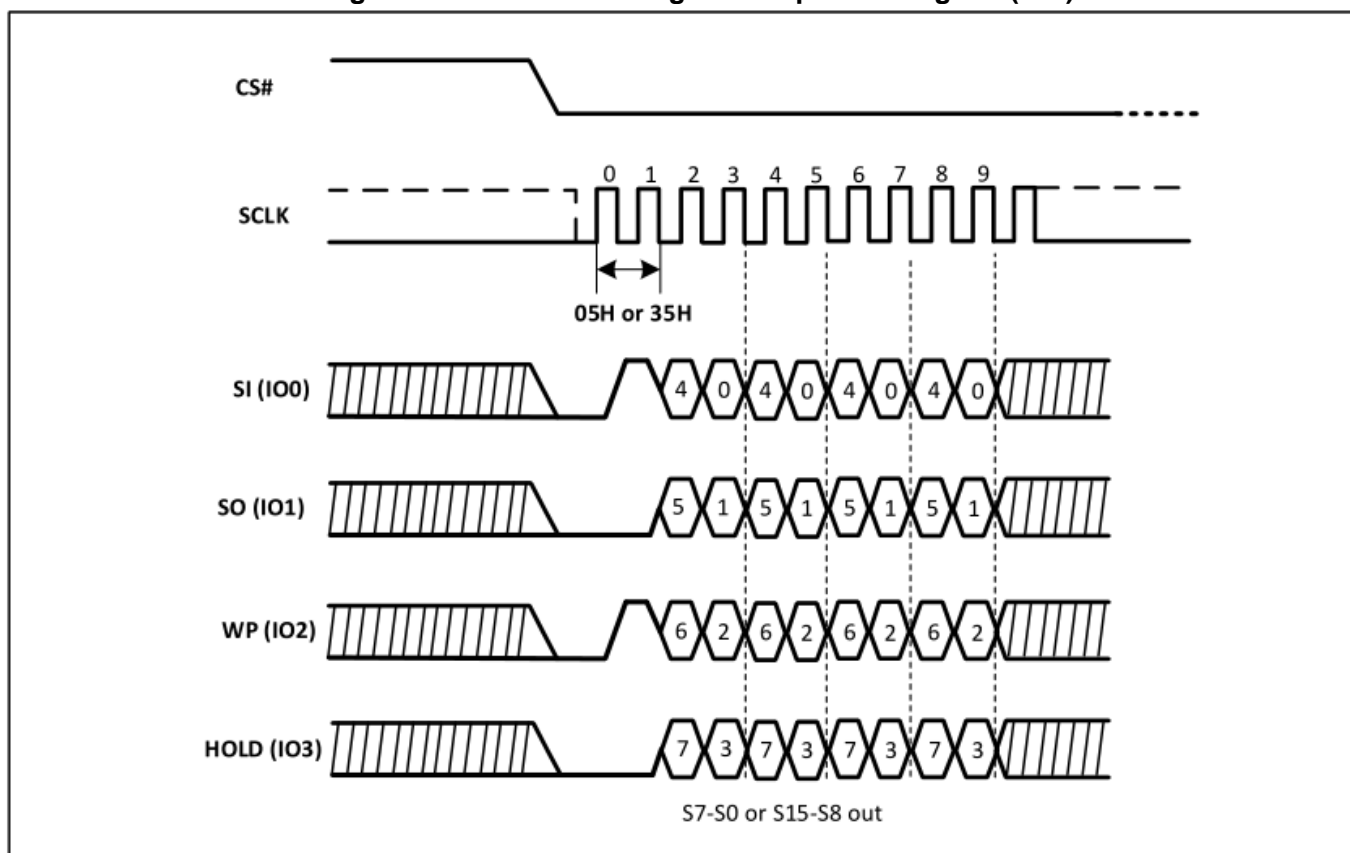 CS#
0 1 2 3 4 5 6 7 8 9
SCLK
05H or 35H
SI (IO0) 4 0 4 0 4 0 4 0
SO (IO1) 5 1 5 1 5 1 5 1
WP (IO2) 6 2 6 2 6 2 6 2
HOLD (IO3) 7 3 7 3 7 3 7 3
S7-S0 or S15-S8 out